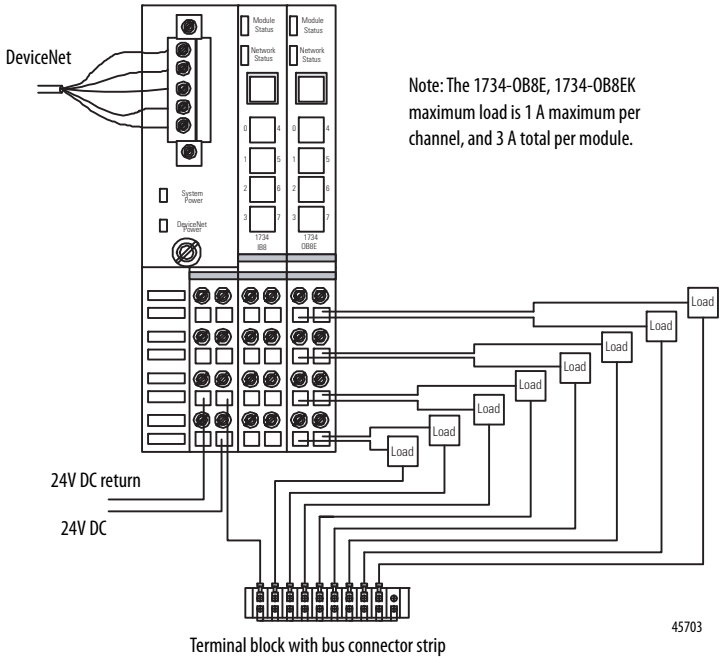 DeviceNet
Module
Status
Module
Status
Network
Status
Network
Status
Note: The 1734-OB8E, 1734-OB8EK
maximum load is 1 A maximum per
channel, and 3 A total per module.
0 4
0 4
1 5
1 5
2 6
2 6
3 7
3 7
System
Power
DeviceNet
Power
1734
IB8
1734
OB8E
Load
Load
Load
Load
Load
Load
Load
Load
24V DC return
24V DC
45703
Terminal block with bus connector strip